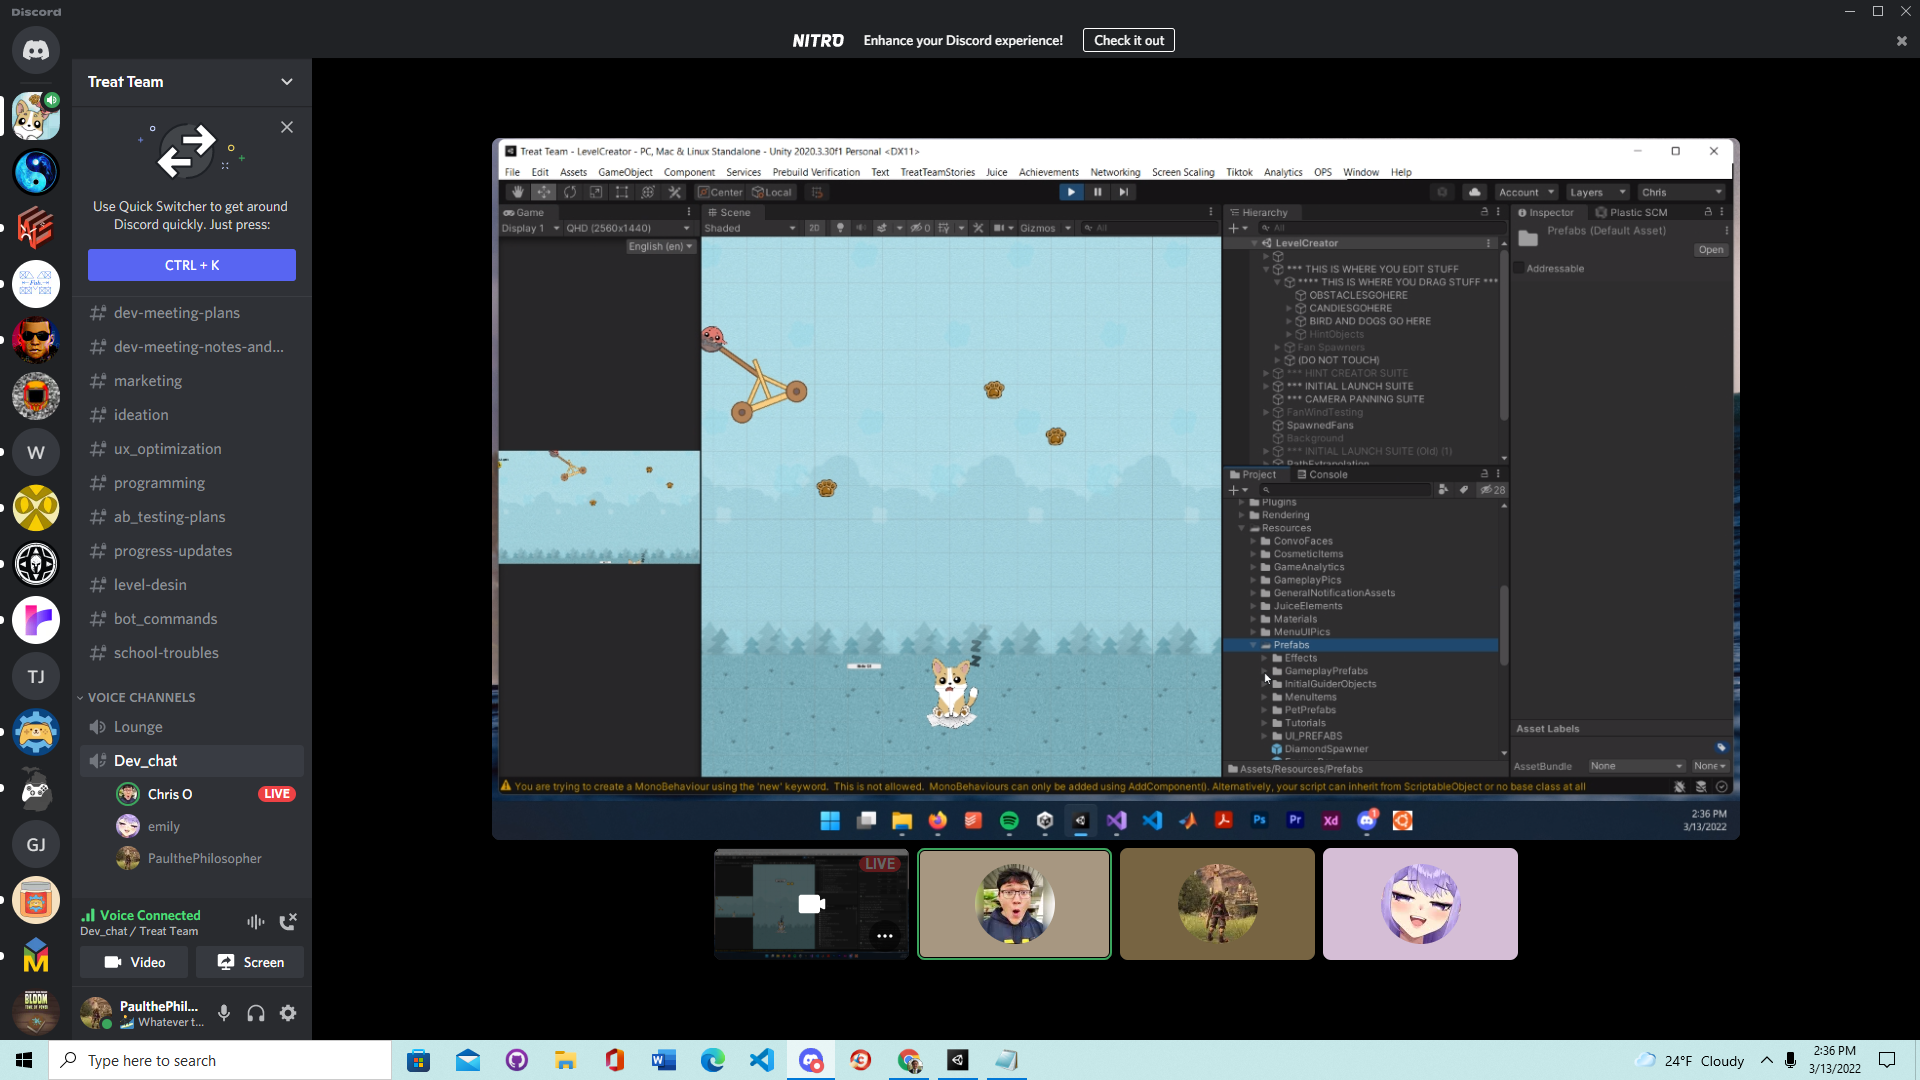 Discord
NITRO
Enhance your Discord experience!
Check it out
Treat Team
Use Quick Switcher to get around
Discord quickly. Just press:
CTRL + K
dev-meeting-plans
dev-meeting-notes-and...
marketing
ideation
ux_optimization
programming
ab_testing-plans
progress-updates
level-desin
bot_commands
school-troubles
VOICE CHANNELS
Lounge
Dev_chat
Chris O
LIVE
emily
PaulthePhilosopher
Voice Connected
Dev_chat / Treat Team
Video
Screen
PaulthePhil...
Whatever t...
W
TJ
GJ
BLOOM
Treat Team - LevelCreator - PC, Mac & Linux Standalone - Unity 2020.3.30f1 Personal <DX11>
File Edit Assets GameObject Component Services Prebuild Verification Text TreatTeamStories Juice Achievements Networking Screen Scaling Tiktok Analytics OPS Window Help
Center Local
Account Layers Chris
Game
Display 1 QHD (2560x1440)
English (en)
Scene
Shaded 2D 0 Gizmos All
Z
Z
Z
Hierarchy
All
LevelCreator
*** THIS IS WHERE YOU EDIT STUFF
**** THIS IS WHERE YOU DRAG STUFF ***
OBSTACLESGOHERE
CANDIESGOHERE
BIRD AND DOGS GO HERE
HintObjects
Fan Spawners
(DO NOT TOUCH)
*** HINT CREATOR SUITE
*** INITIAL LAUNCH SUITE
*** CAMERA PANNING SUITE
FanWindTesting
SpawnedFans
Background
*** INITIAL LAUNCH SUITE (Old) (1)
PathExtrapolation
Project Console
28
Plugins
Rendering
Resources
ConvoFaces
CosmeticItems
GameAnalytics
GameplayPics
GeneralNotificationAssets
JuiceElements
Materials
MenuUIPics
Prefabs
Effects
GameplayPrefabs
InitialGuiderObjects
MenuItems
PetPrefabs
Tutorials
UI_PREFABS
DiamondSpawner
Assets/Resources/Prefabs
Inspector Plastic SCM
Prefabs (Default Asset)
Open
Addressable
Asset Labels
AssetBundle None None
You are trying to create a MonoBehaviour using the 'new' keyword. This is not allowed. MonoBehaviours can only be added using AddComponent(). Alternatively, your script can inherit from ScriptableObject or no base class at all
Ps
Pr
Xd
1
2:36 PM
3/13/2022
LIVE
Type here to search
24°F Cloudy
2:36 PM
3/13/2022